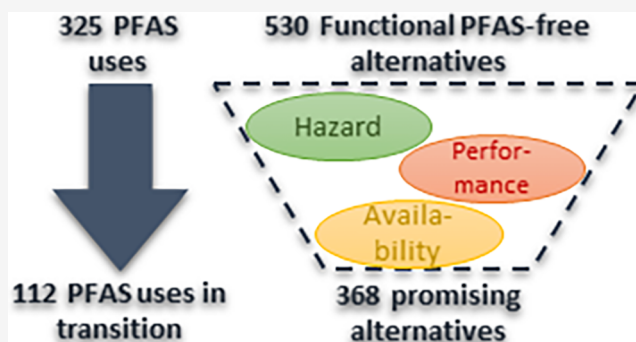 325 PFAS
uses
530 Functional PFAS-free
alternatives
Hazard
Perfor-
mance
Availa-
bility
112 PFAS uses in
transition
368 promising
alternatives